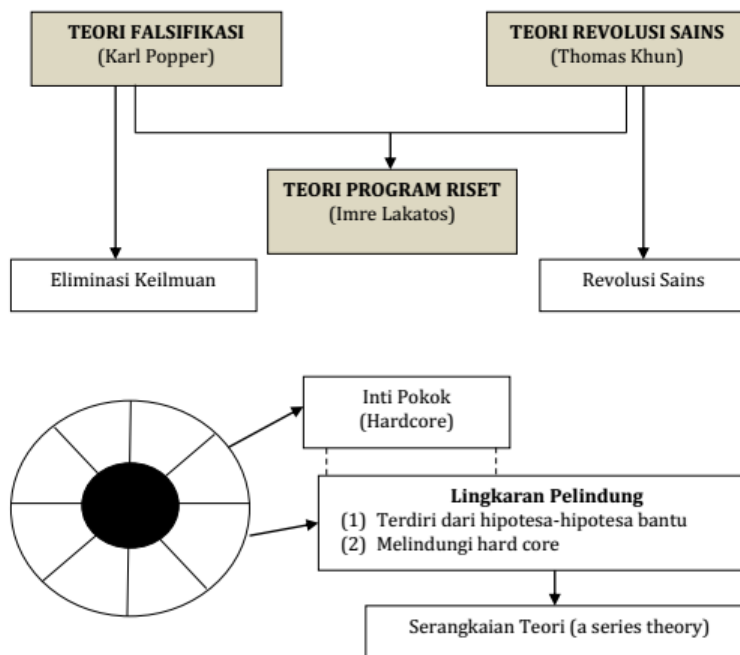 TEORI FALSIFIKASI
(Karl Popper)
TEORI REVOLUSI SAINS
(Thomas Khun)
TEORI PROGRAM RISET
(Imre Lakatos)
Eliminasi Keilmuan
Revolusi Sains
Inti Pokok
(Hardcore)
Lingkaran Pelindung
(1) Terdiri dari hipotesa-hipotesa bantu
(2) Melindungi hard core
Serangkaian Teori (a series theory)